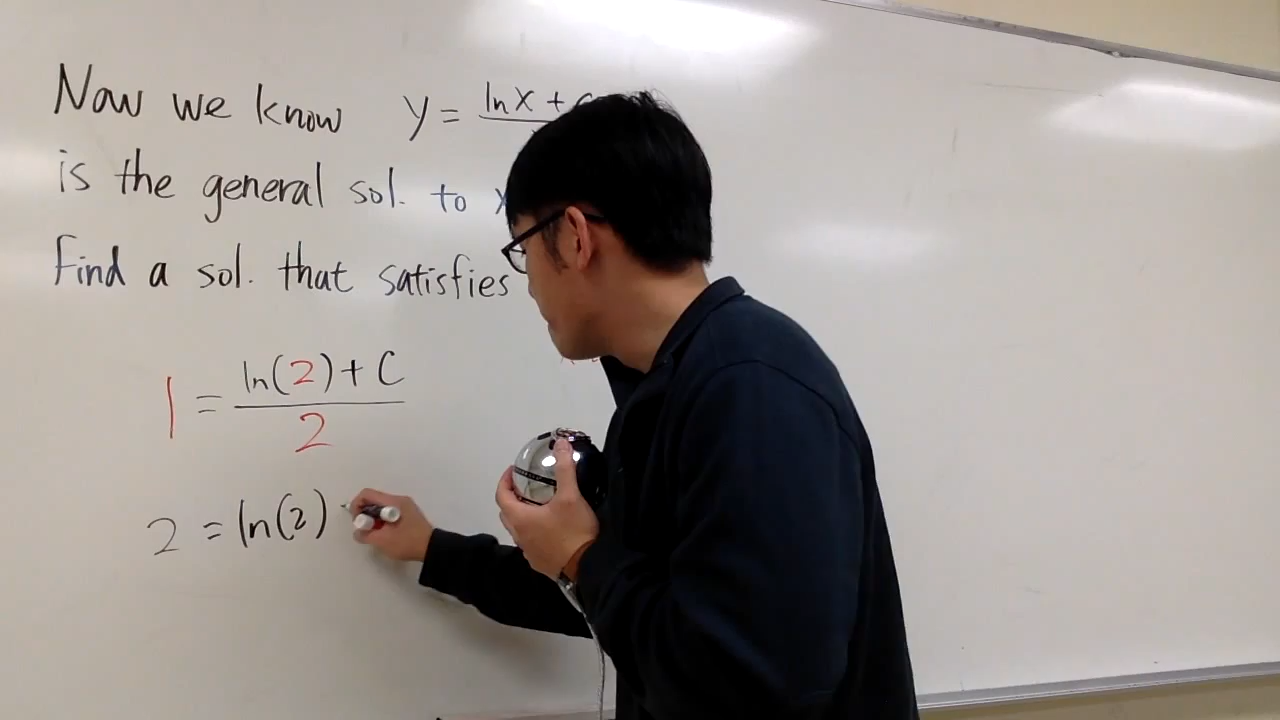 Now we know y = ln x + C
is the general sol. to x
Find a sol. that satisfies
1 = ln(2) + C / 2
2 = ln(2)